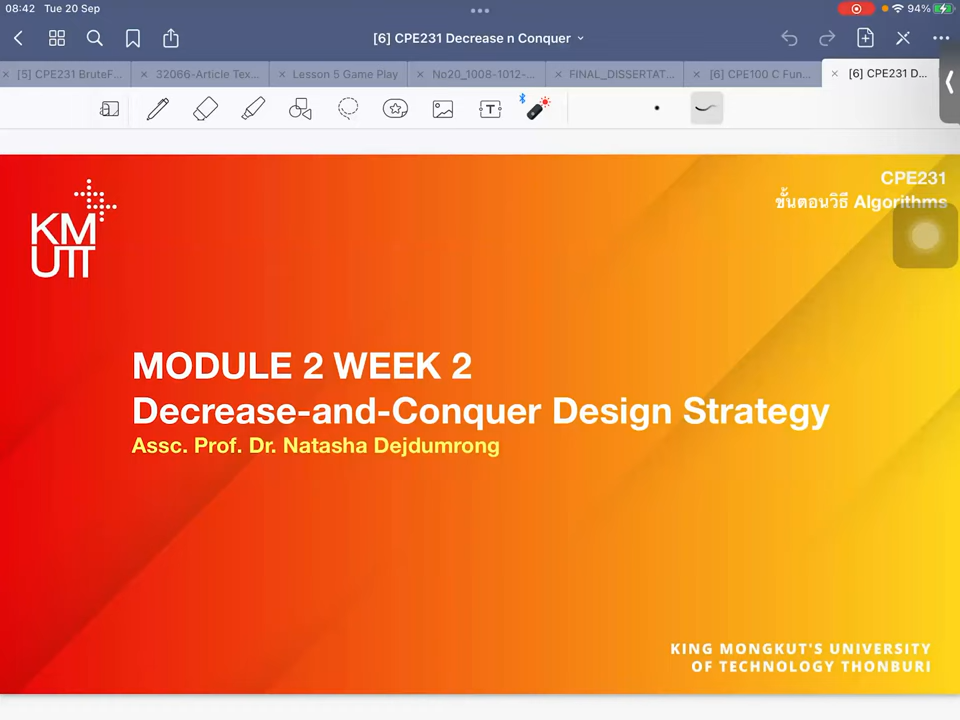 08:42 Tue 20 Sep 94%
[6] CPE231 Decrease n Conquer
[5] CPE231 BruteF... 32066-Article Tex... Lesson 5 Game Play No20_1008-1012-... FINAL_DISSERTAT... [6] CPE100 C Fun... [6] CPE231 D...
T
CPE231
ขั้นตอนวิธี Algorithms
KM
UTT
MODULE 2 WEEK 2
Decrease-and-Conquer Design Strategy
Assc. Prof. Dr. Natasha Dejdumrong
KING MONGKUT'S UNIVERSITY
OF TECHNOLOGY THONBURI